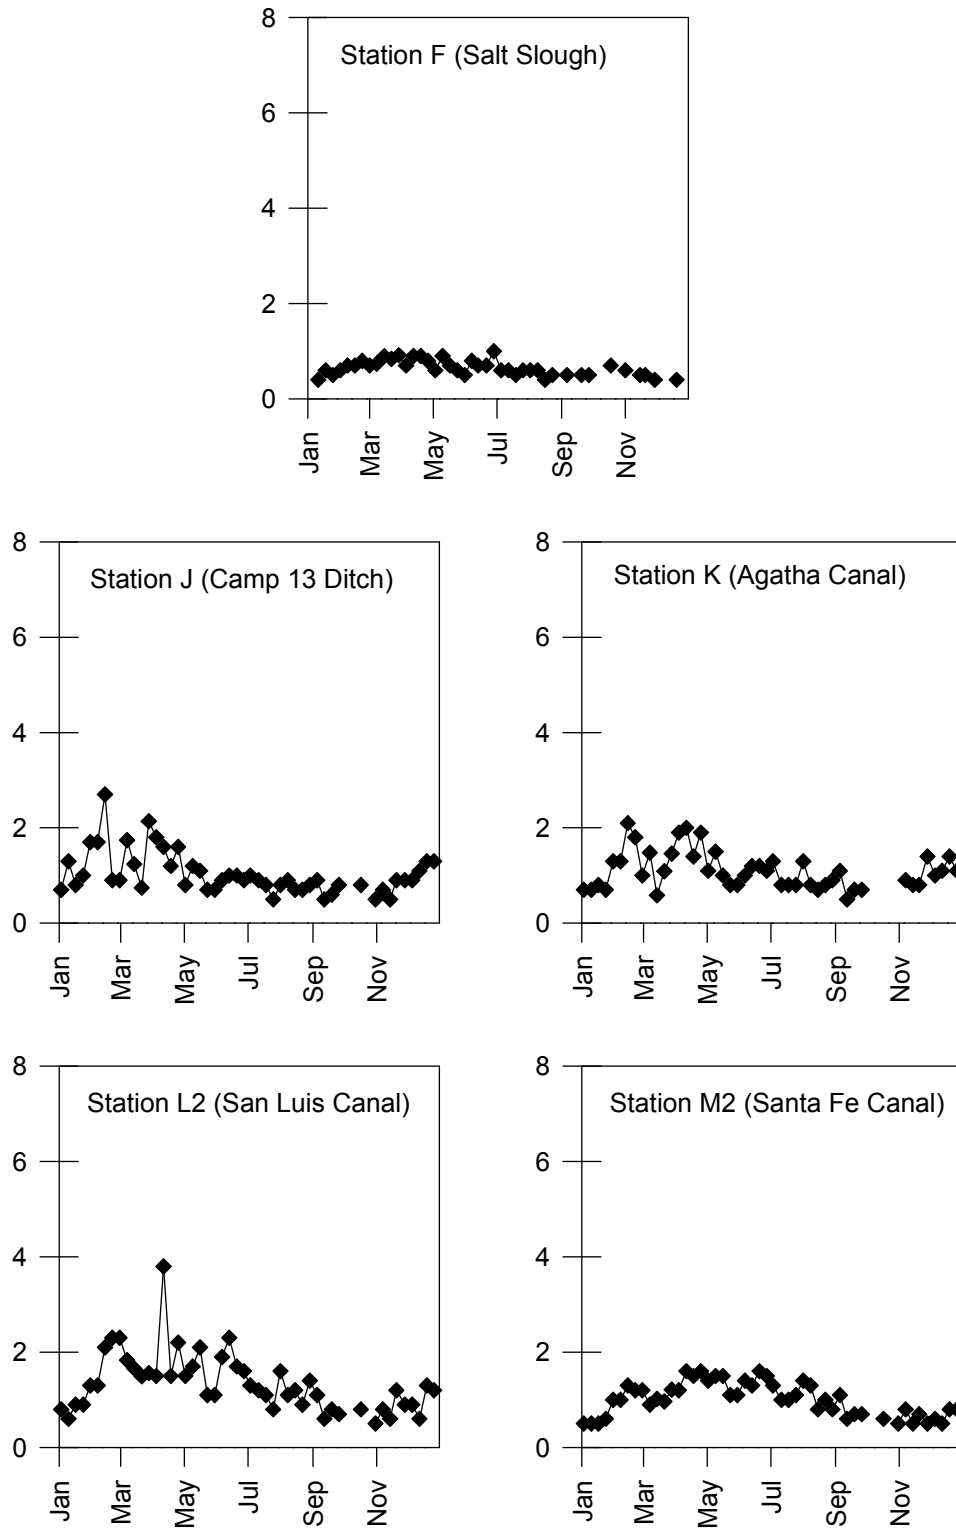 8
Station F (Salt Slough)
6
4
2
0
Jan Mar May Jul Sep Nov
8
Station J (Camp 13 Ditch)
6
4
2
0
Jan Mar May Jul Sep Nov
8
Station K (Agatha Canal)
6
4
2
0
Jan Mar May Jul Sep Nov
8
Station L2 (San Luis Canal)
6
4
2
0
Jan Mar May Jul Sep Nov
8
Station M2 (Santa Fe Canal)
6
4
2
0
Jan Mar May Jul Sep Nov